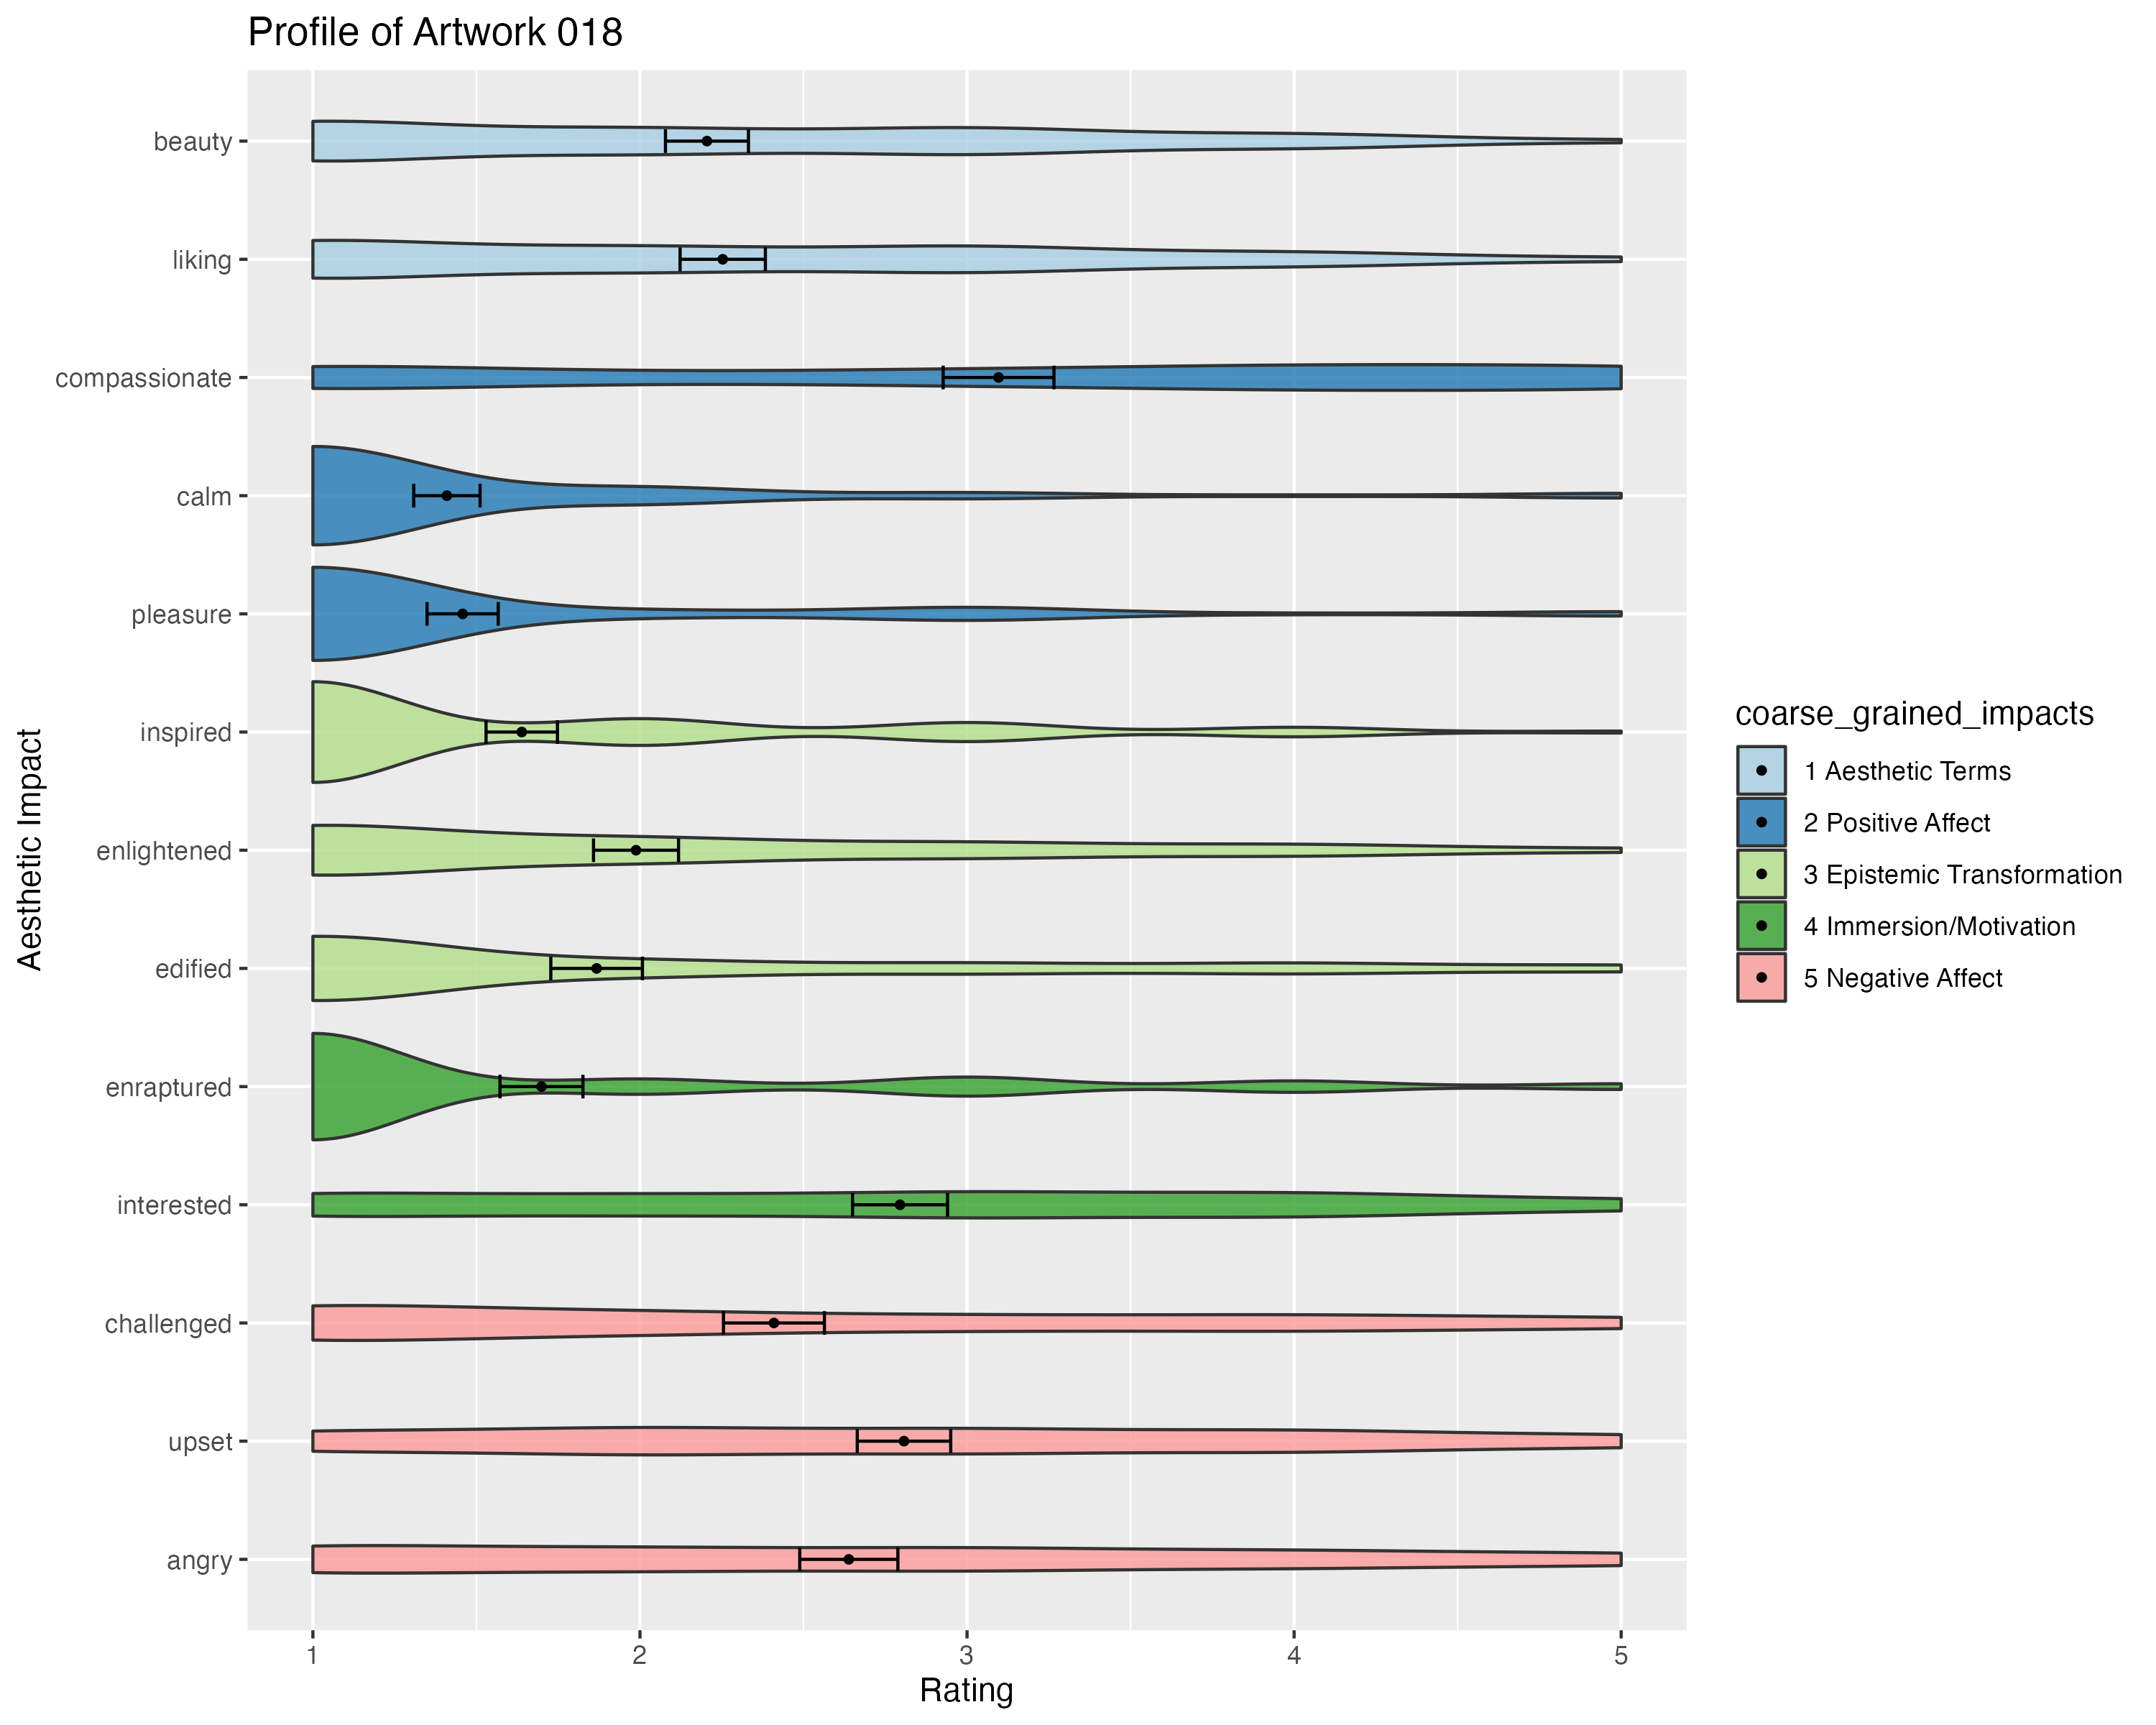 Profile of Artwork 018
beauty
liking
compassionate
calm
pleasure
inspired
enlightened
edified
enraptured
interested
challenged
upset
angry
Aesthetic Impact
1 2 3 4 5
Rating
coarse_grained_impacts
1 Aesthetic Terms
2 Positive Affect
3 Epistemic Transformation
4 Immersion/Motivation
5 Negative Affect